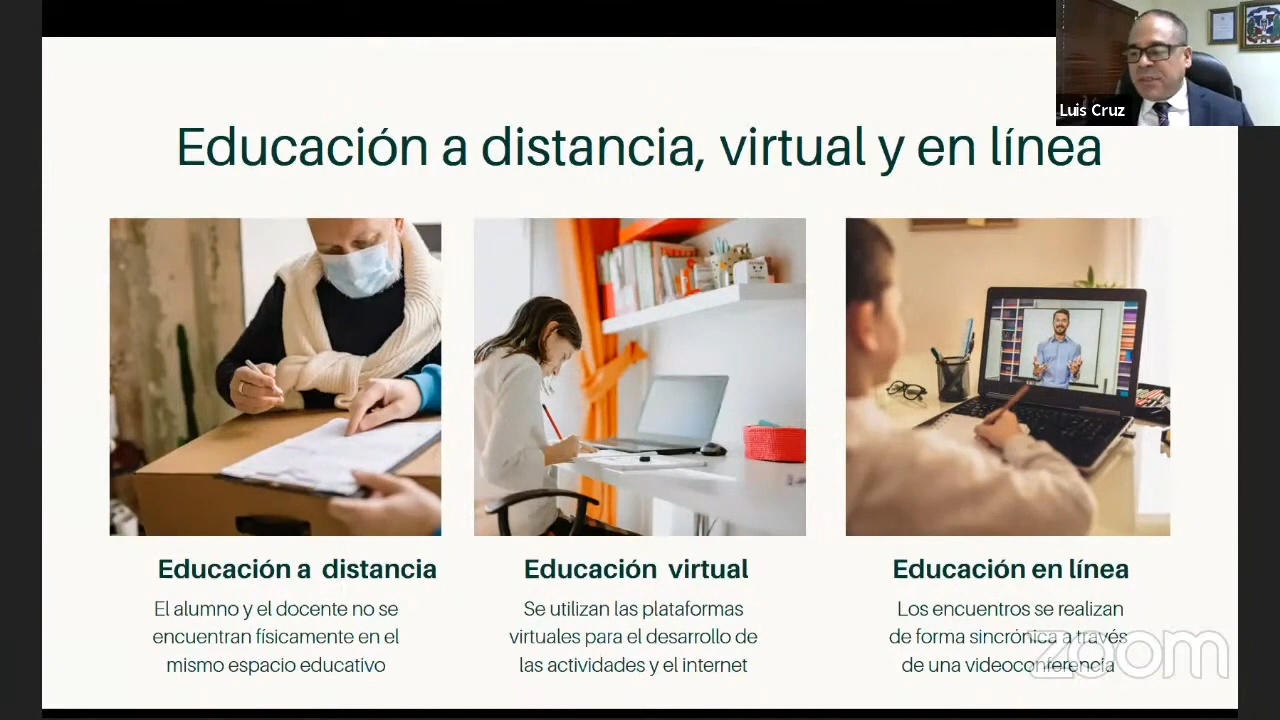 Luis Cruz
Educación a distancia, virtual y en línea
Educación a distancia
El alumno y el docente no se
encuentran físicamente en el
mismo espacio educativo
Educación virtual
Se utilizan las plataformas
virtuales para el desarrollo de
las actividades y el internet
Educación en línea
Los encuentros se realizan
de forma sincrónica a través
de una videoconferencia
zoom